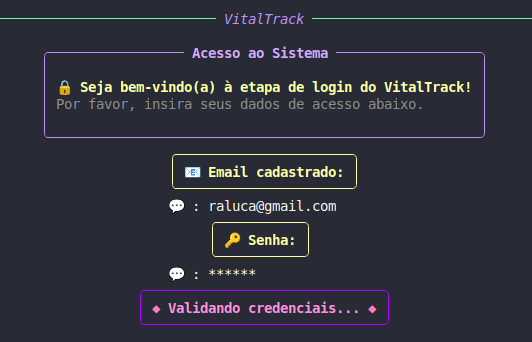 VitalTrack
Acesso ao Sistema
🔒 Seja bem-vindo(a) à etapa de login do VitalTrack!
Por favor, insira seus dados de acesso abaixo.
📧 Email cadastrado:
💬 : raluca@gmail.com
🔑 Senha:
💬 : ******
◆ Validando credenciais... ◆